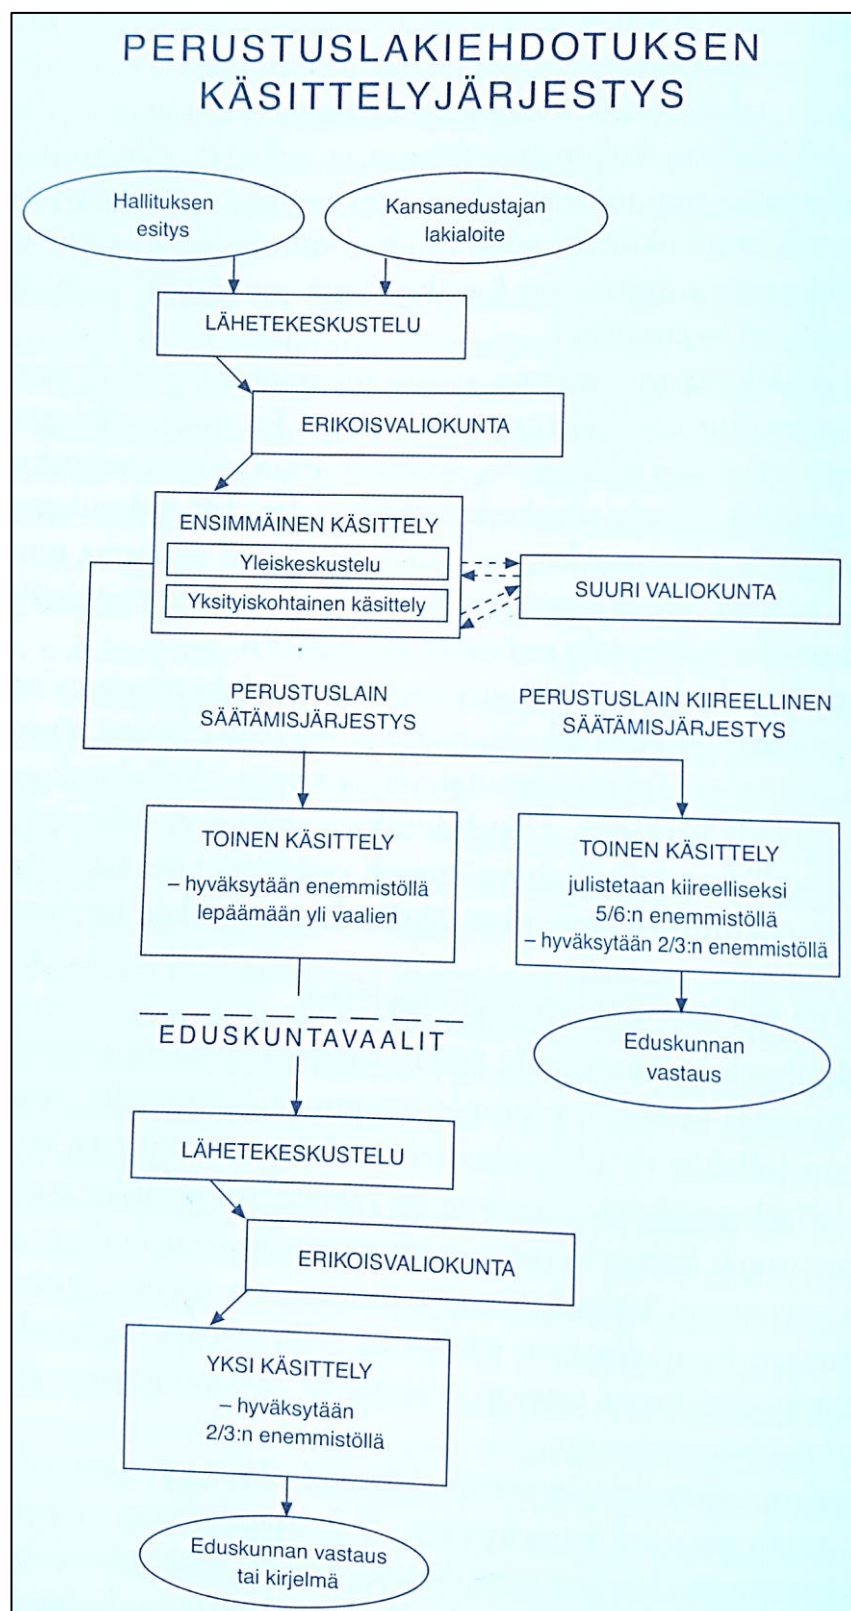 PERUSTUSLAKIEHDOTUKSEN
KÄSITTELYJÄRJESTYS
Hallituksen
esitys
Kansanedustajan
lakialoite
LÄHETEKESKUSTELU
ERIKOISVALIOKUNTA
ENSIMMÄINEN KÄSITTELY
Yleiskeskustelu
Yksityiskohtainen käsittely
SUURI VALIOKUNTA
PERUSTUSLAIN
SÄÄTÄMISJÄRJESTYS
PERUSTUSLAIN KIIREELLINEN
SÄÄTÄMISJÄRJESTYS
TOINEN KÄSITTELY
– hyväksytään enemmistöllä
lepäämään yli vaalien
TOINEN KÄSITTELY
julistetaan kiireelliseksi
5/6:n enemmistöllä
– hyväksytään 2/3:n enemmistöllä
Eduskunnan
vastaus
EDUSKUNTAVAALIT
LÄHETEKESKUSTELU
ERIKOISVALIOKUNTA
YKSI KÄSITTELY
– hyväksytään
2/3:n enemmistöllä
Eduskunnan vastaus
tai kirjelmä